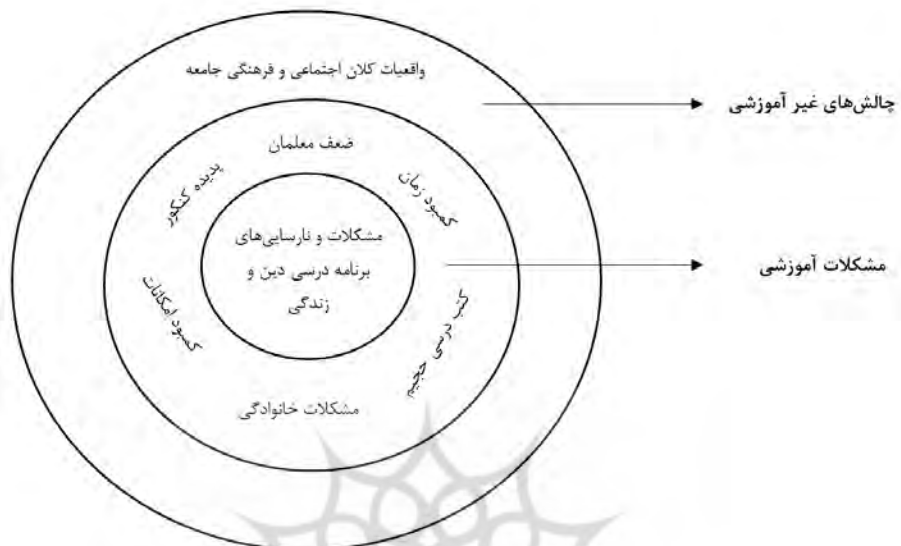 واقعیات کلان اجتماعی و فرهنگی جامعه
چالش‌های غیر آموزشی
ضعف معلمان
پدیده کنکور
کمبود زمان
مشکلات و نارسایی‌های
برنامه درسی دین و
زندگی
مشکلات آموزشی
کمبود امکانات
کتب درسی حجیم
مشکلات خانوادگی